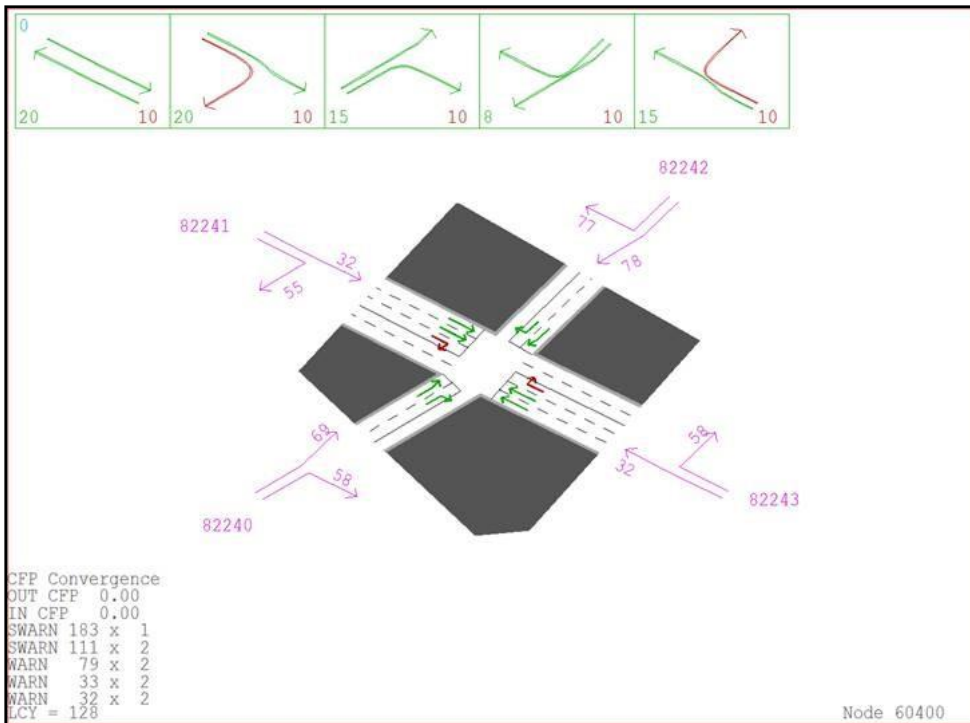 0
20 10 20 10 15 10 8 10 15 10
82242
82241
77
78
32
55
69
58
82240
58
32
82243
CFP Convergence
OUT CFP 0.00
IN CFP 0.00
SWARN 183 x 1
SWARN 111 x 2
WARN 79 x 2
WARN 33 x 2
WARN 32 x 2
LCY = 128
Node 60400